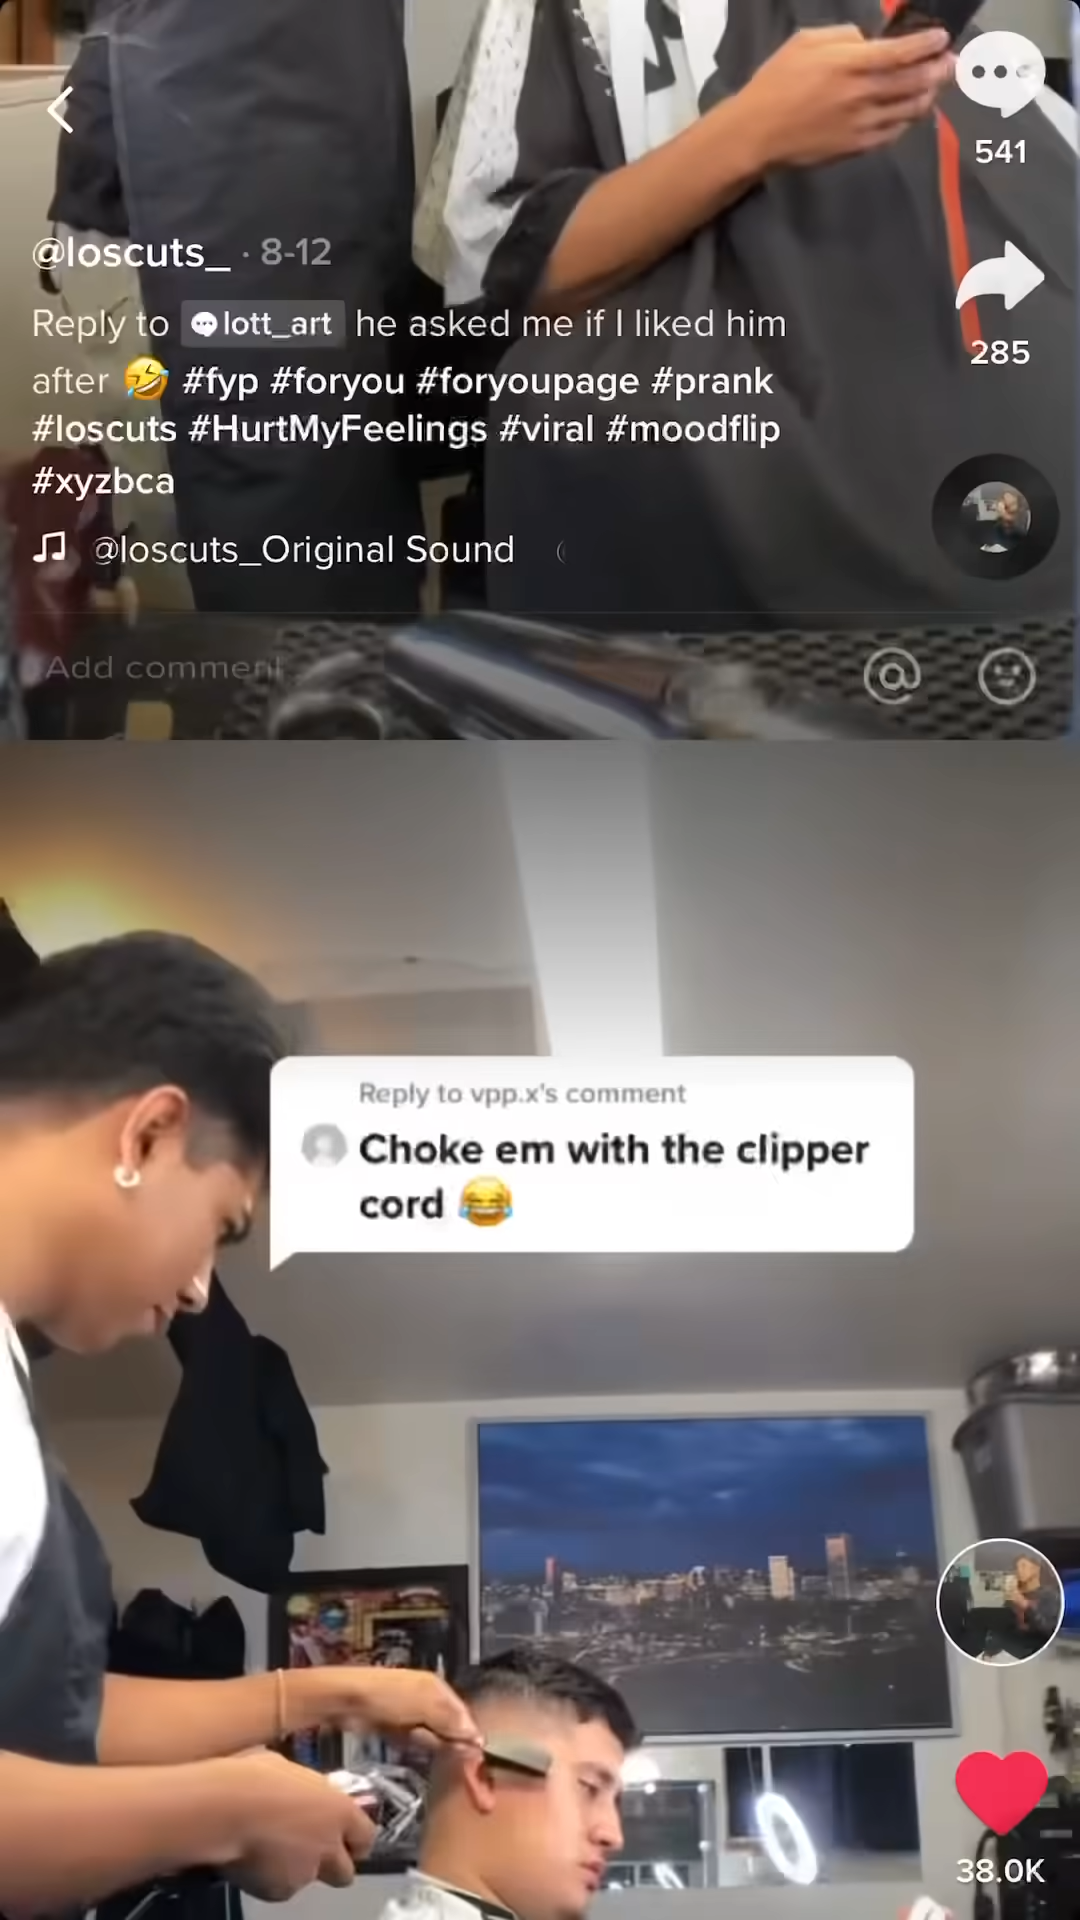 541
@loscuts_ · 8-12
285
Reply to 💬lott_art he asked me if I liked him
after 🤣 #fyp #foryou #foryoupage #prank
#loscuts #HurtMyFeelings #viral #moodflip
#xyzbca
@loscuts_Original Sound
Add comment...
@
Reply to vpp.x's comment
Choke em with the clipper
cord 😂
38.0K